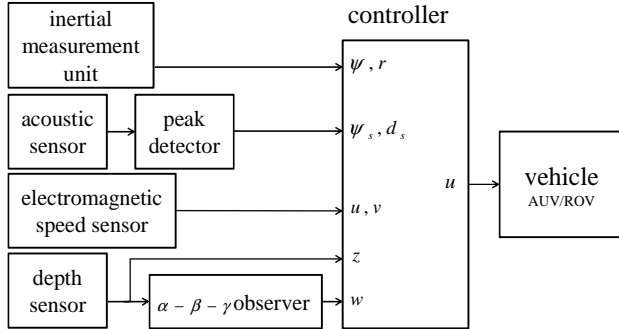 controller
inertial
measurement
unit
ψ , r
acoustic
sensor
peak
detector
ψ_s , d_s
u
vehicle
AUV/ROV
electromagnetic
speed sensor
u , v
z
depth
sensor
α − β − γ observer
w